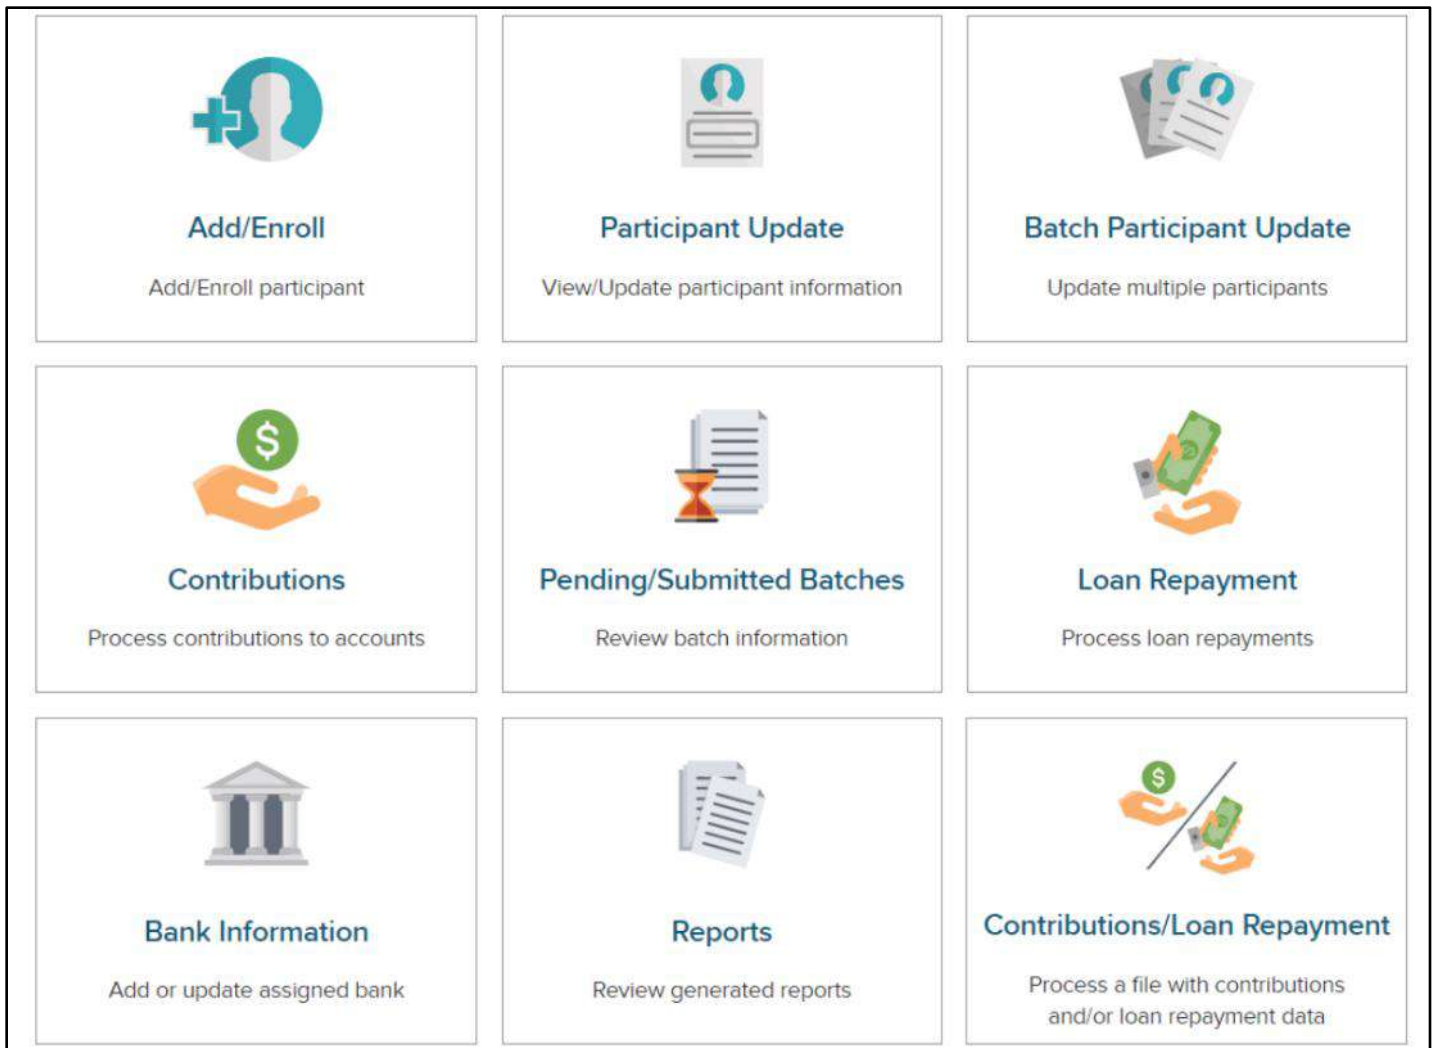 Add/Enroll
Add/Enroll participant
Participant Update
View/Update participant information
Batch Participant Update
Update multiple participants
$
Contributions
Process contributions to accounts
Pending/Submitted Batches
Review batch information
Loan Repayment
Process loan repayments
Bank Information
Add or update assigned bank
Reports
Review generated reports
$
Contributions/Loan Repayment
Process a file with contributions
and/or loan repayment data